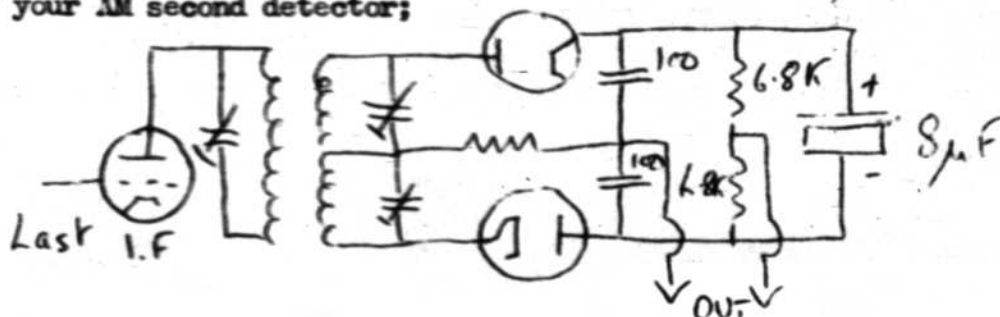 your AM second detector;
100
6.8K
+
8μF
100
6.8K
-
Last I.F
OUT